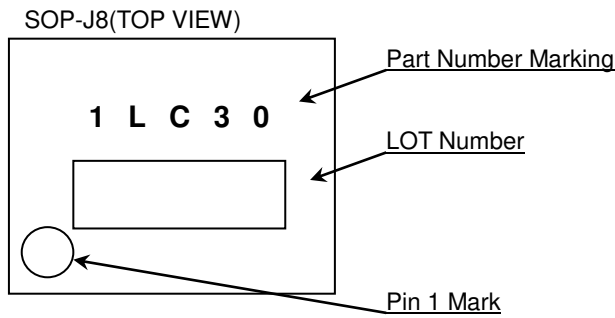 SOP-J8(TOP VIEW)
Part Number Marking
1 L C 3 0
LOT Number
Pin 1 Mark